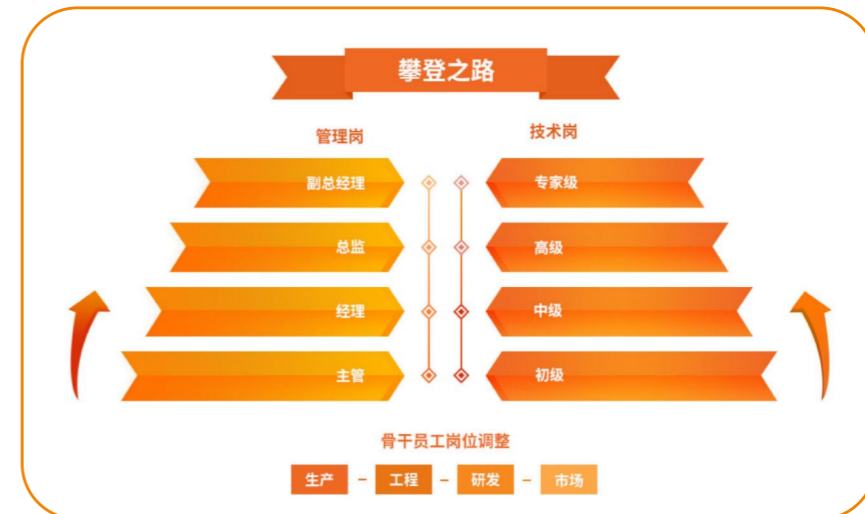 攀登之路
管理岗
技术岗
副总经理
专家级
总监
高级
经理
中级
主管
初级
骨干员工岗位调整
生产 - 工程 - 研发 - 市场